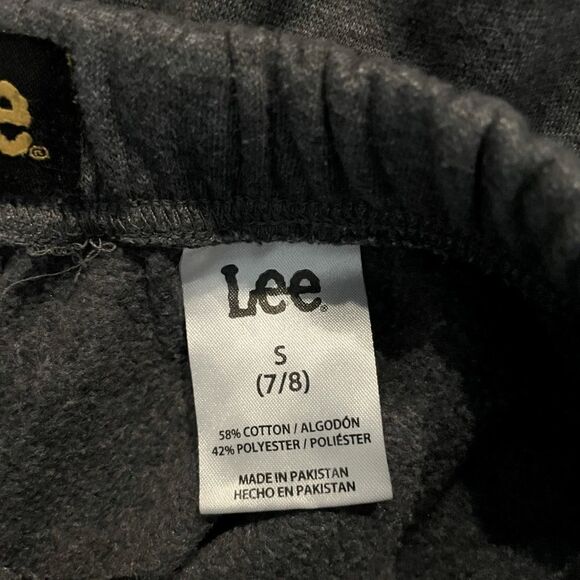 e®
Lee®
S
(7/8)
58% COTTON / ALGODÓN
42% POLYESTER / POLIÉSTER
MADE IN PAKISTAN
HECHO EN PAKISTAN